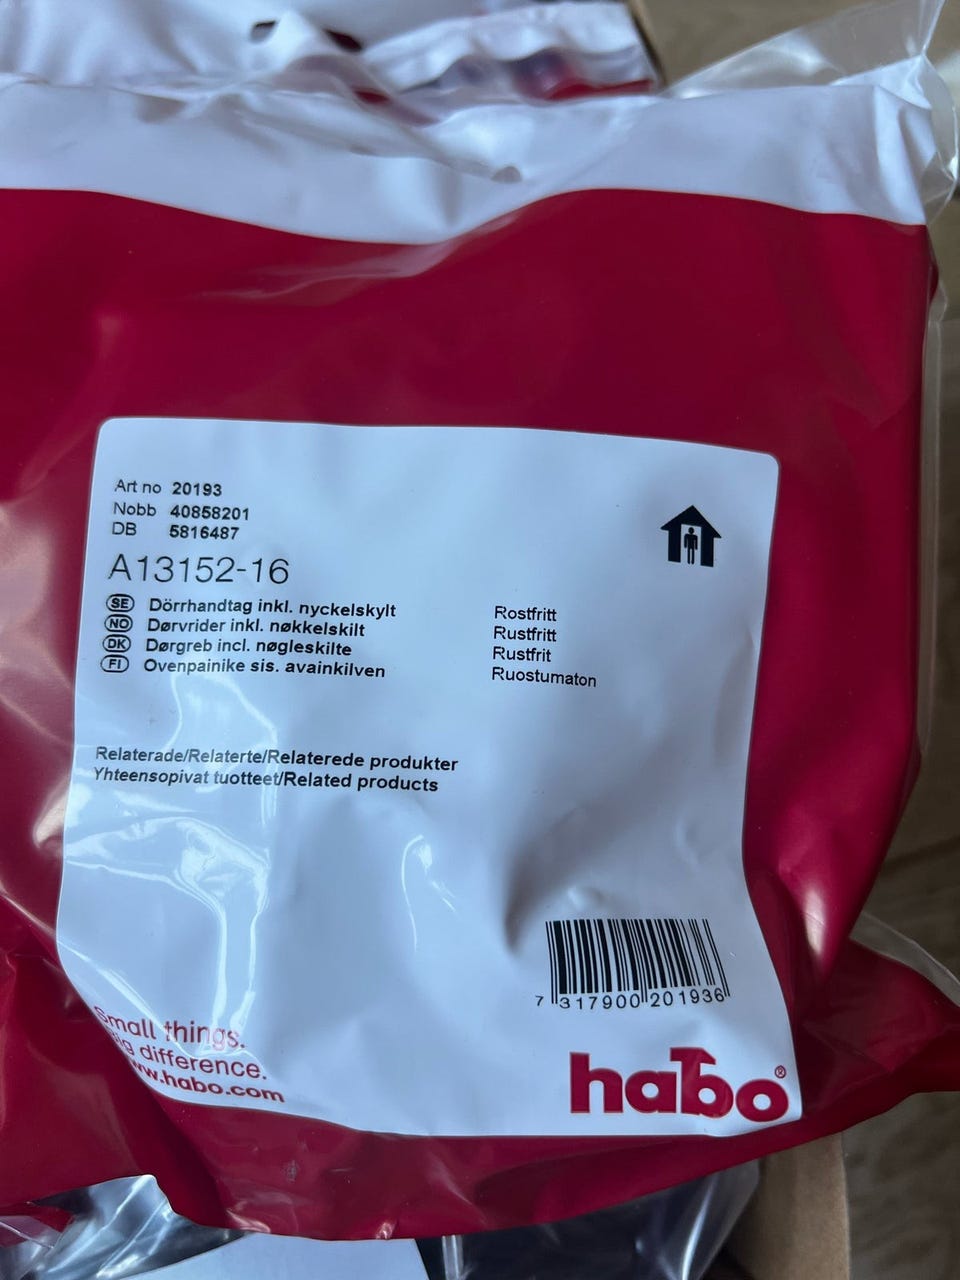 Art no 20193
Nobb 40858201
DB 5816487
A13152-16
SE Dörrhandtag inkl. nyckelskylt Rostfritt
NO Dørvrider inkl. nøkkelskilt Rustfritt
DK Dørgreb incl. nøgleskilte Rustfrit
FI Ovenpainike sis. avainkilven Ruostumaton
Relaterade/Relaterte/Relaterede produkter
Yhteensopivat tuotteet/Related products
7 317900 201936
Small things.
Big difference.
www.habo.com
habo®